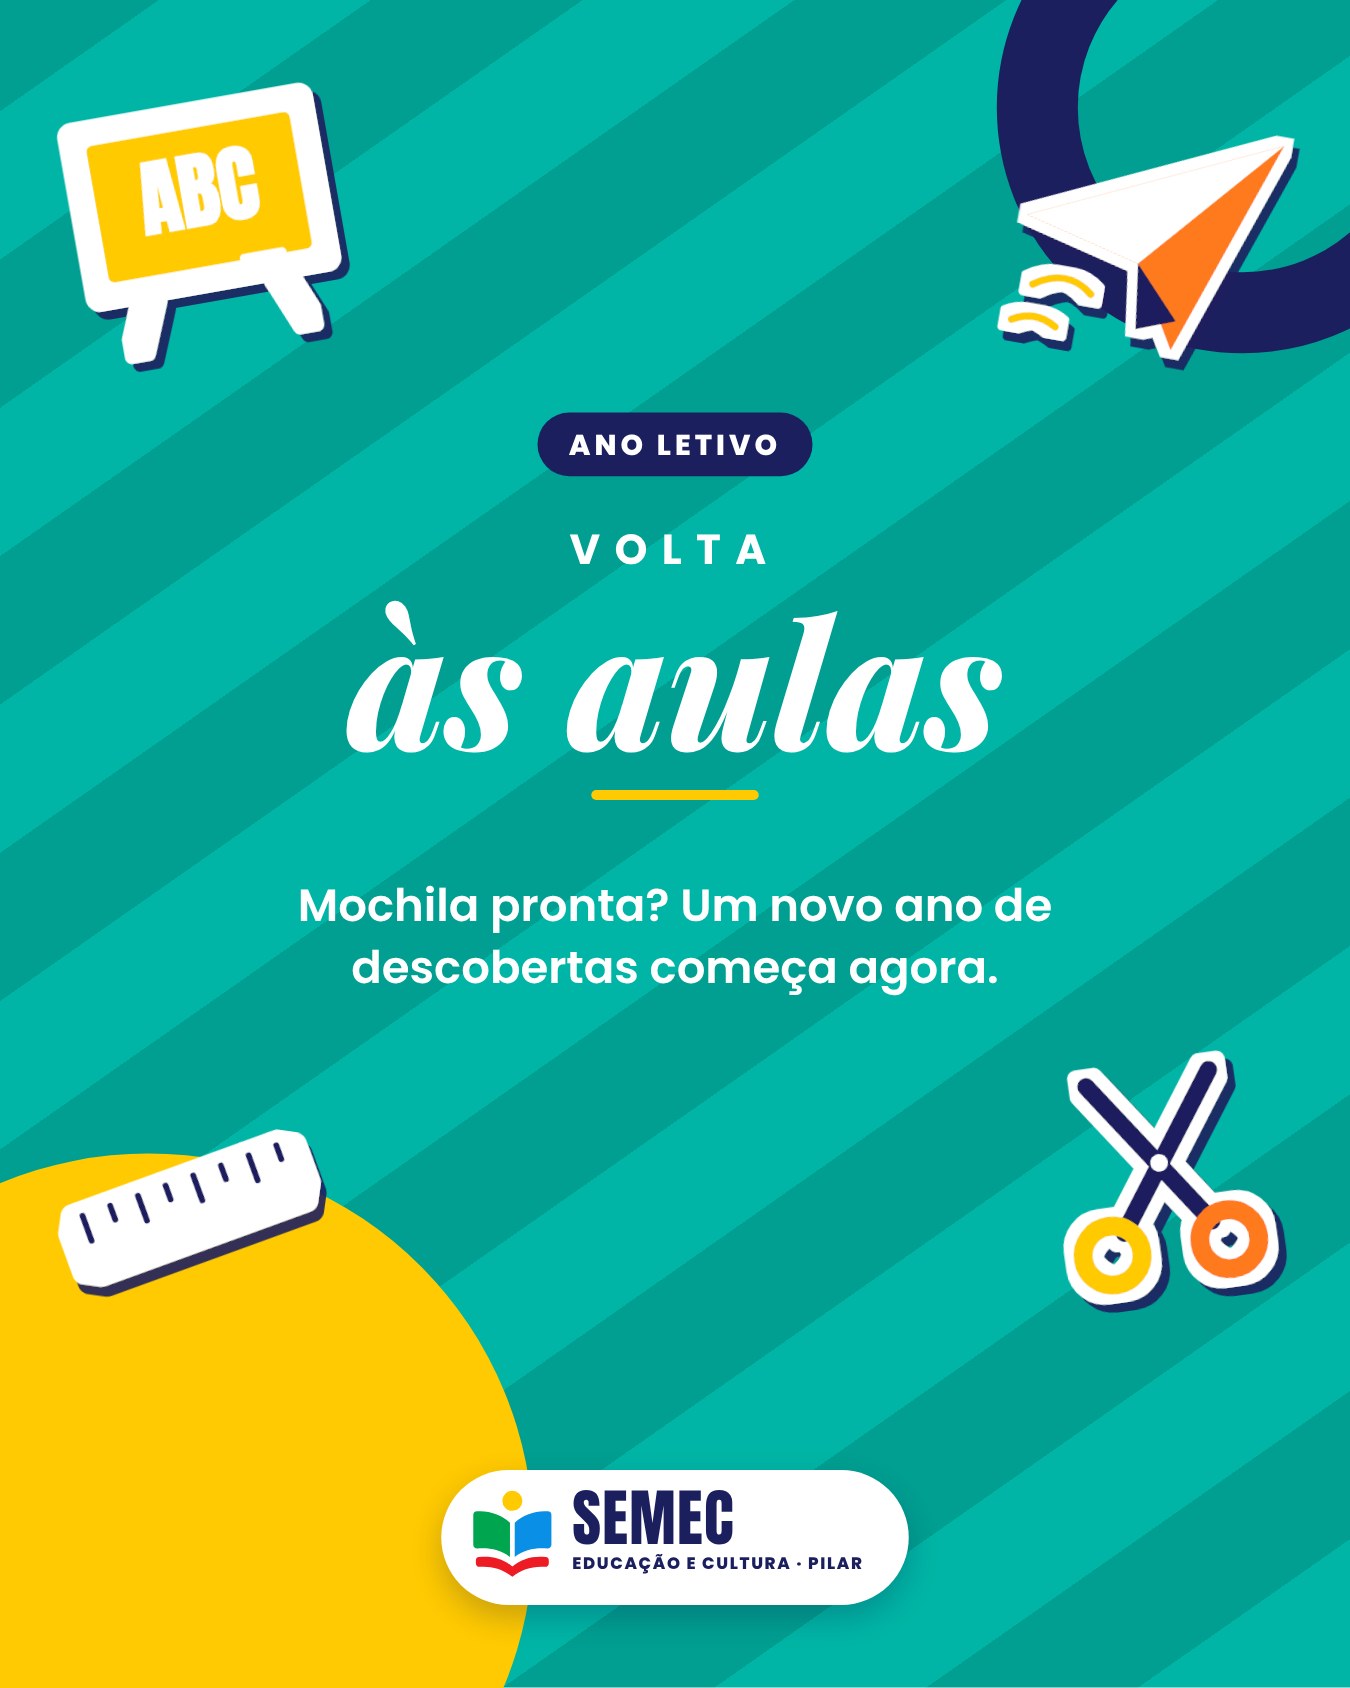 ABC
ANO LETIVO
VOLTA
às aulas
Mochila pronta? Um novo ano de
descobertas começa agora.
SEMEC
EDUCAÇÃO E CULTURA · PILAR